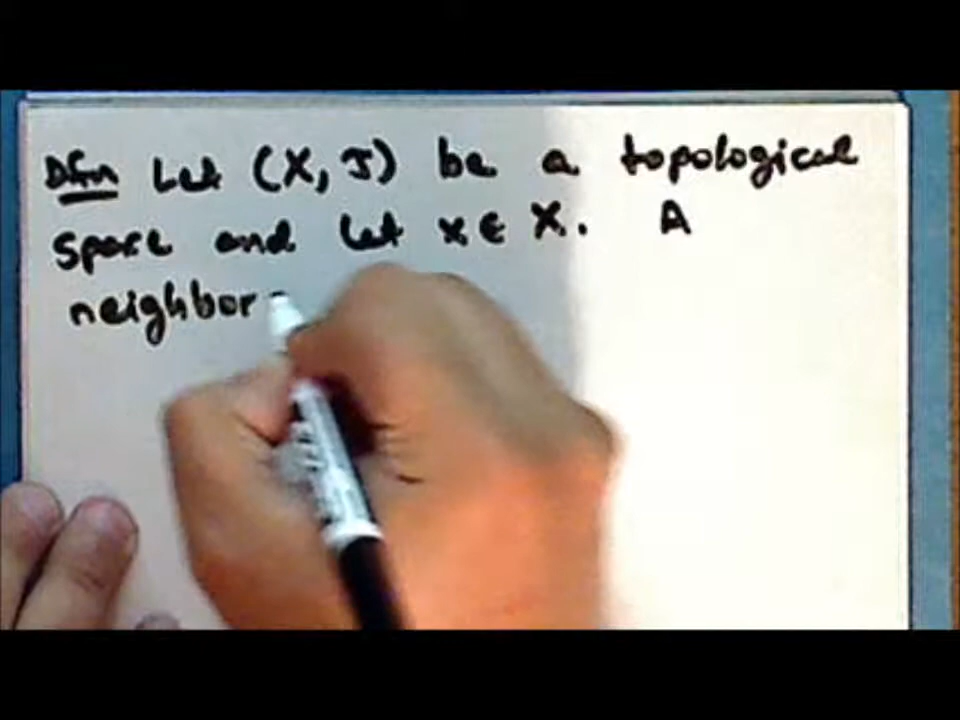 Dfn Let (X, J) be a topological
space and let x ∈ X. A
neighbor